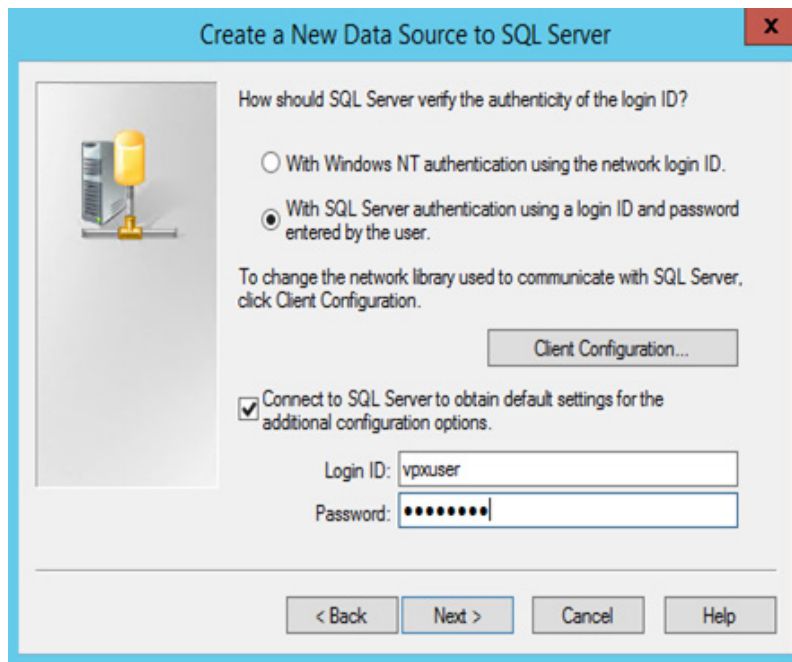 Create a New Data Source to SQL Server
x
How should SQL Server verify the authenticity of the login ID?
With Windows NT authentication using the network login ID.
With SQL Server authentication using a login ID and password
entered by the user.
To change the network library used to communicate with SQL Server,
click Client Configuration.
Client Configuration...
Connect to SQL Server to obtain default settings for the
additional configuration options.
Login ID: vpxuser
Password: ●●●●●●●●
< Back Next > Cancel Help